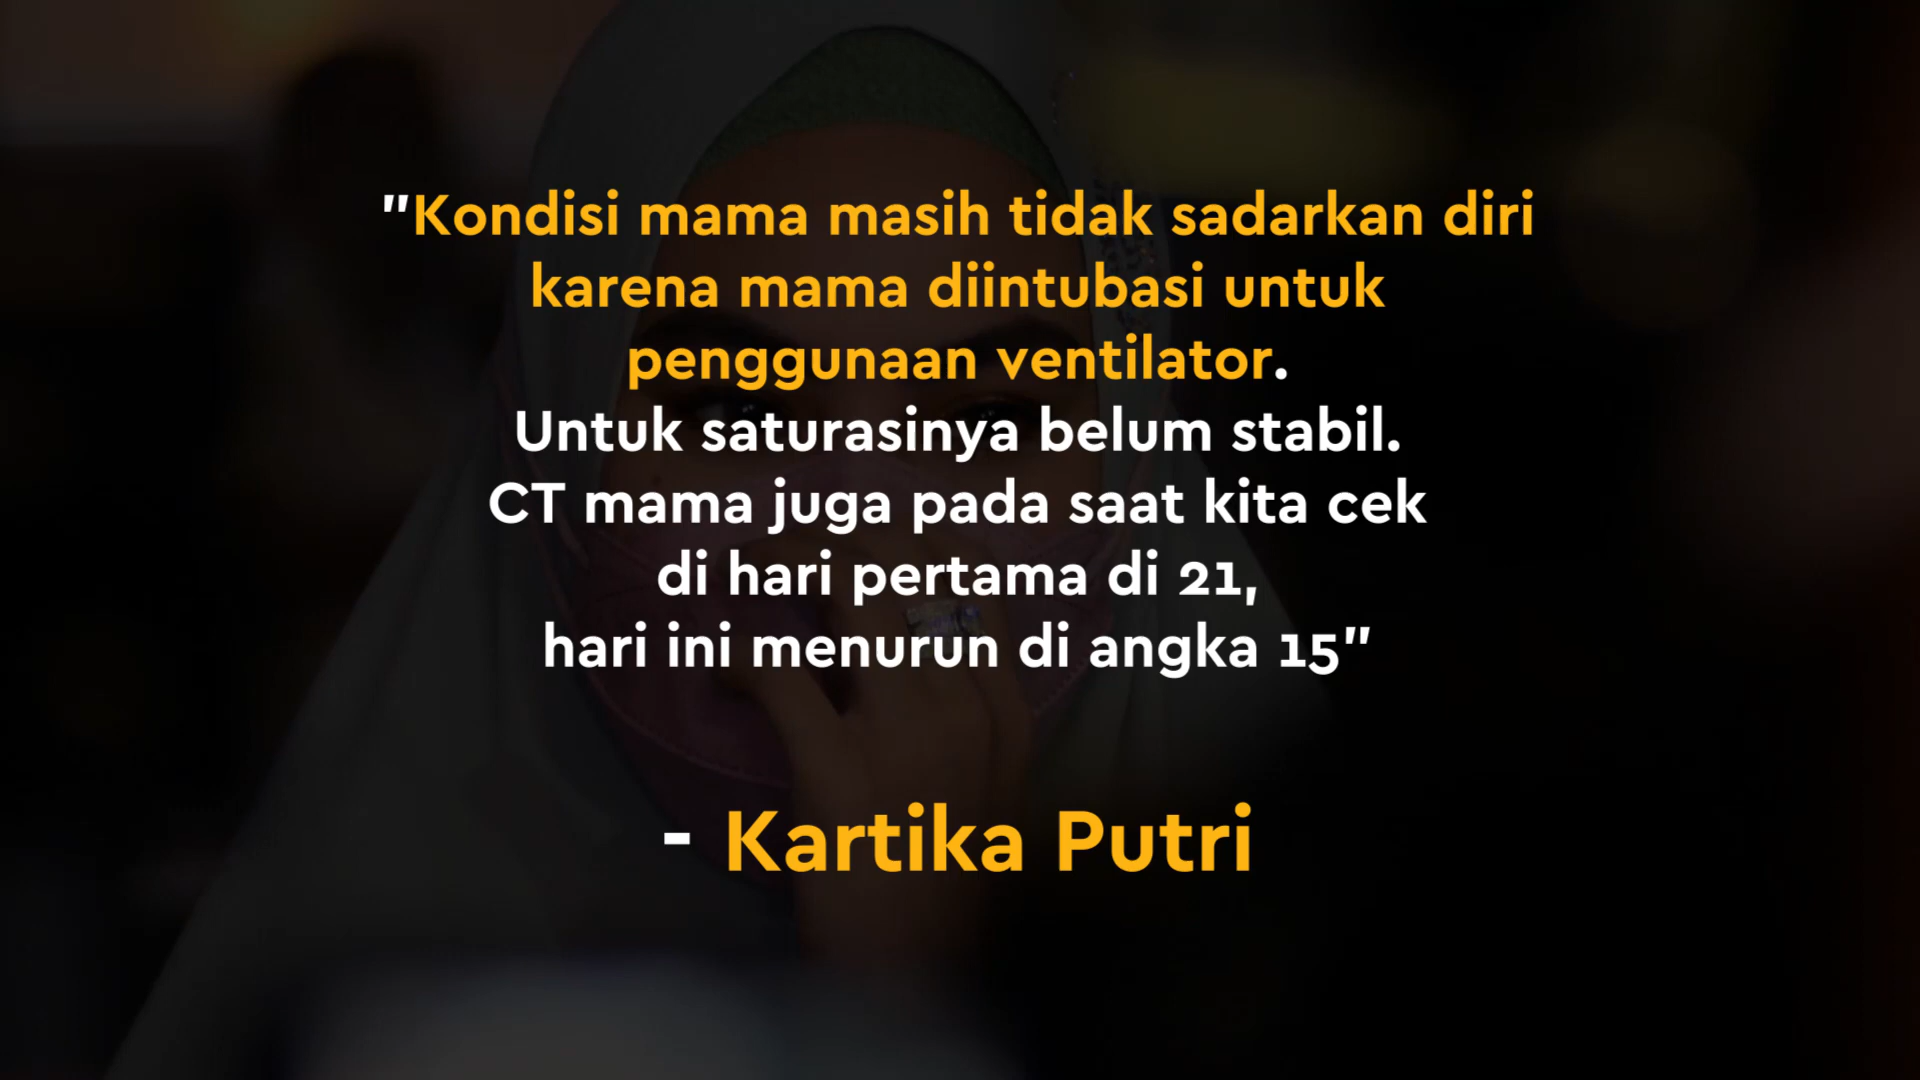 "Kondisi mama masih tidak sadarkan diri
karena mama diintubasi untuk
penggunaan ventilator.
Untuk saturasinya belum stabil.
CT mama juga pada saat kita cek
di hari pertama di 21,
hari ini menurun di angka 15"
- Kartika Putri